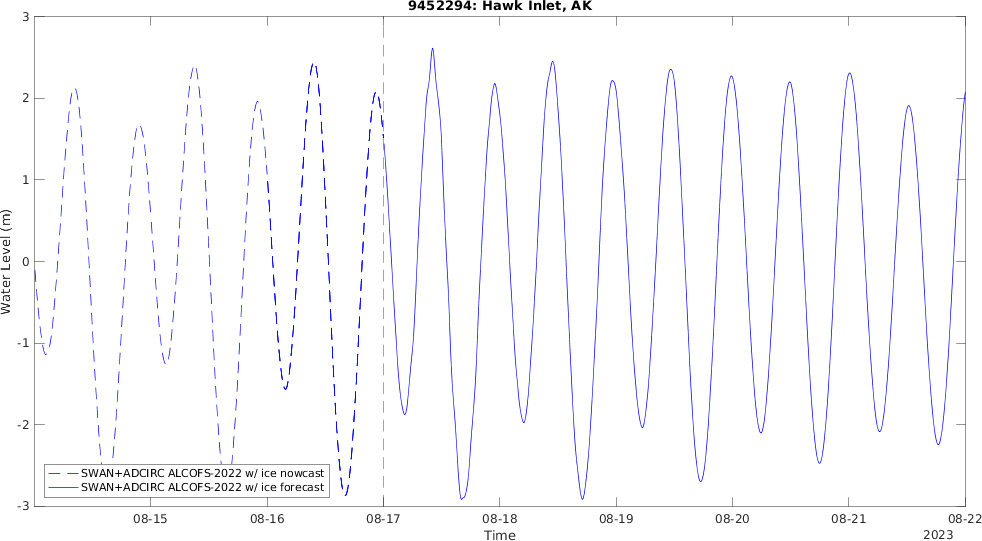 9452294: Hawk Inlet, AK
3
2
1
0
-1
-2
-3
Water Level (m)
SWAN+ADCIRC ALCOFS-2022 w/ ice nowcast
SWAN+ADCIRC ALCOFS-2022 w/ ice forecast
08-15 08-16 08-17 08-18 08-19 08-20 08-21 08-22
Time
2023